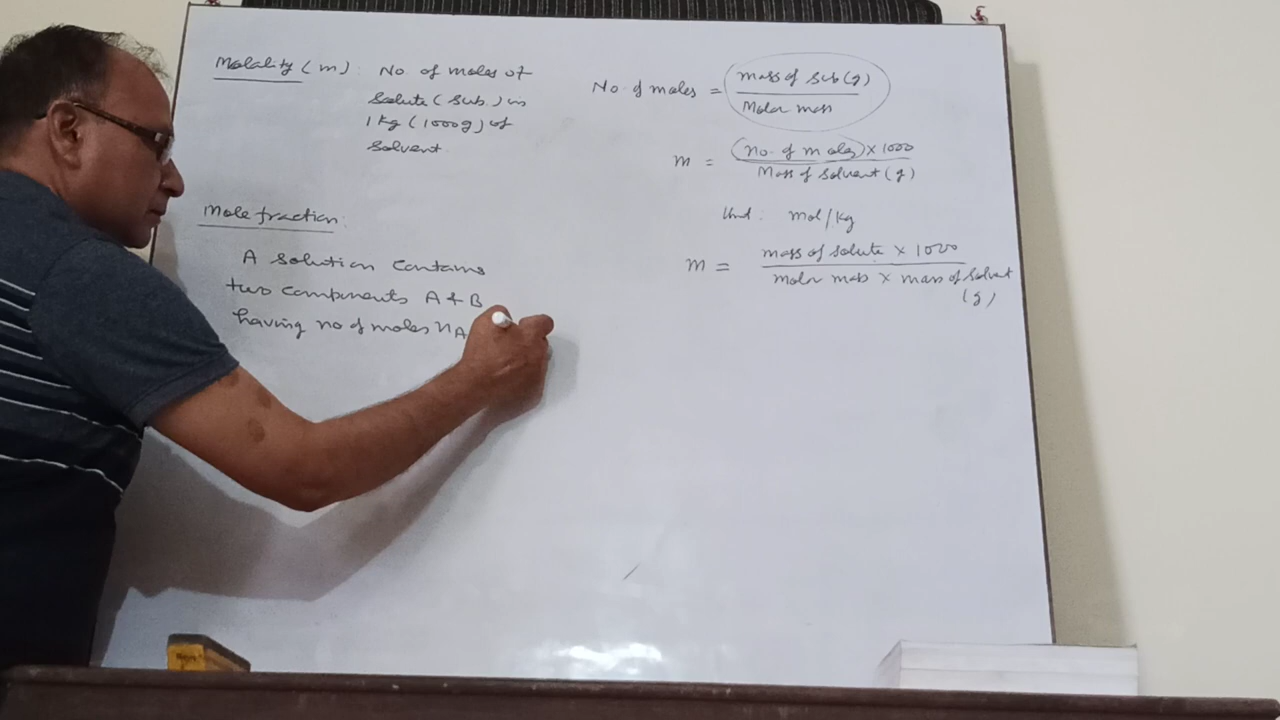 Molality (m): No. of moles of
Solute (Sub.) in
1 Kg (1000g) of
Solvent.
Mole fraction:
A solution Contains
two components A & B
having no of moles nA
No. of moles = mass of sub (g) / Molar mass
m = (No. of moles) × 1000 / Mass of Solvent (g)
Unit: mol/kg
m = mass of solute × 1000 / molar mass × mass of solvent
(g)